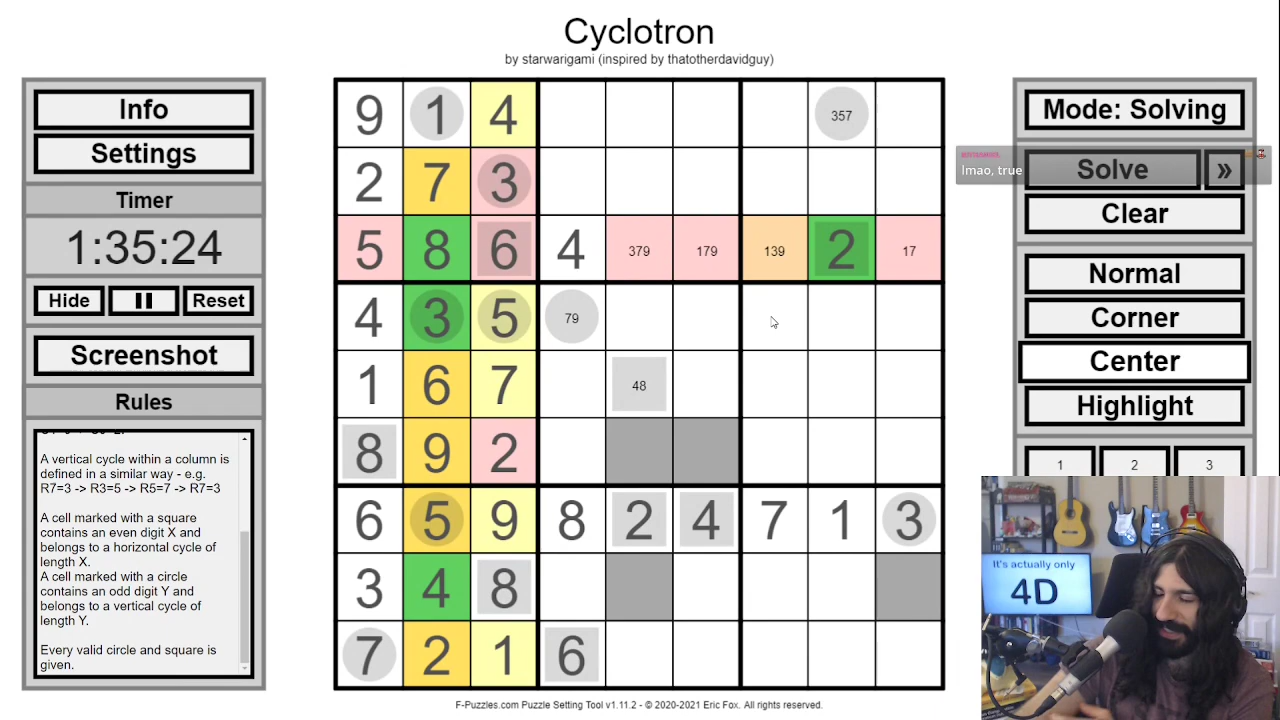 Cyclotron
by starwarigami (inspired by thatotherdavidguy)
Info
Settings
Timer
1:35:24
Hide
Reset
Screenshot
Rules
A vertical cycle within a column is
defined in a similar way - e.g.
R7=3 -> R3=5 -> R5=7 -> R7=3
A cell marked with a square
contains an even digit X and
belongs to a horizontal cycle of
length X.
A cell marked with a circle
contains an odd digit Y and
belongs to a vertical cycle of
length Y.
Every valid circle and square is
given.
9 1 4 357
2 7 3
5 8 6 4 379 179 139 2 17
4 3 5 79
1 6 7 48
8 9 2
6 5 9 8 2 4 7 1 3
3 4 8
7 2 1 6
F-Puzzles.com Puzzle Setting Tool v1.11.2 - © 2020-2021 Eric Fox. All rights reserved.
Mode: Solving
lmao, true
Solve »
Clear
Normal
Corner
Center
Highlight
1 2 3
It's actually only
4D